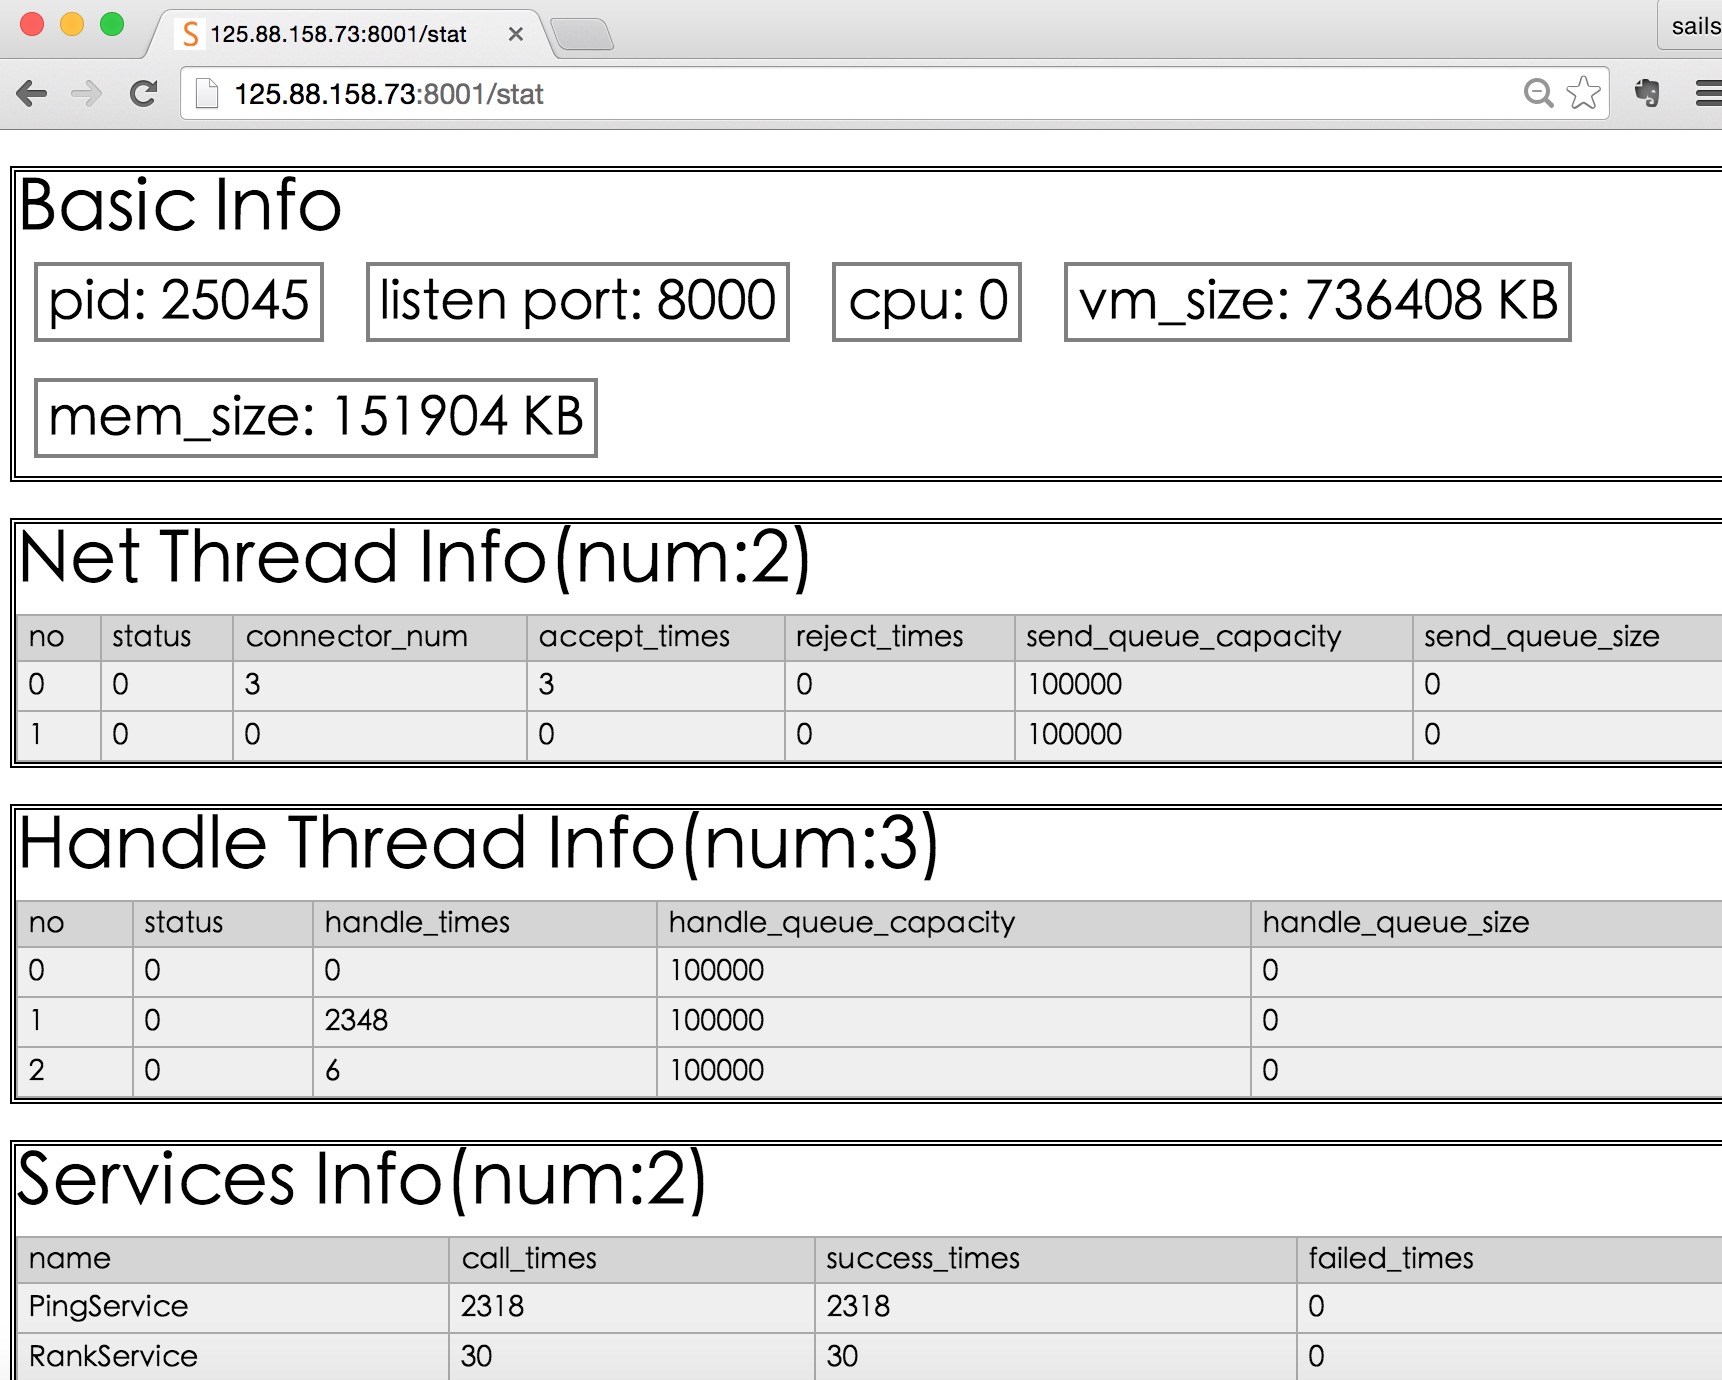 S 125.88.158.73:8001/stat
sails
125.88.158.73:8001/stat
Basic Info
pid: 25045 listen port: 8000 cpu: 0 vm_size: 736408 KB
mem_size: 151904 KB
Net Thread Info(num:2)
no status connector_num accept_times reject_times send_queue_capacity send_queue_size
0 0 3 3 0 100000 0
1 0 0 0 0 100000 0
Handle Thread Info(num:3)
no status handle_times handle_queue_capacity handle_queue_size
0 0 0 100000 0
1 0 2348 100000 0
2 0 6 100000 0
Services Info(num:2)
name call_times success_times failed_times
PingService 2318 2318 0
RankService 30 30 0